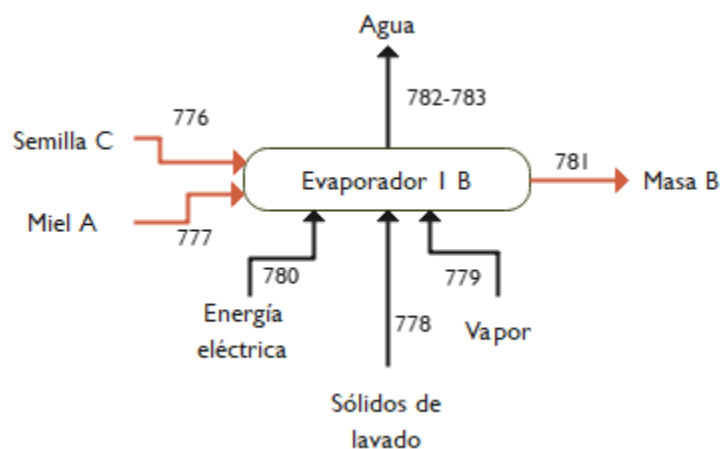 Agua
782-783
776
Semilla C
Evaporador 1 B
781
Masa B
Miel A
777
780
779
Energía
eléctrica
778
Vapor
Sólidos de
lavado